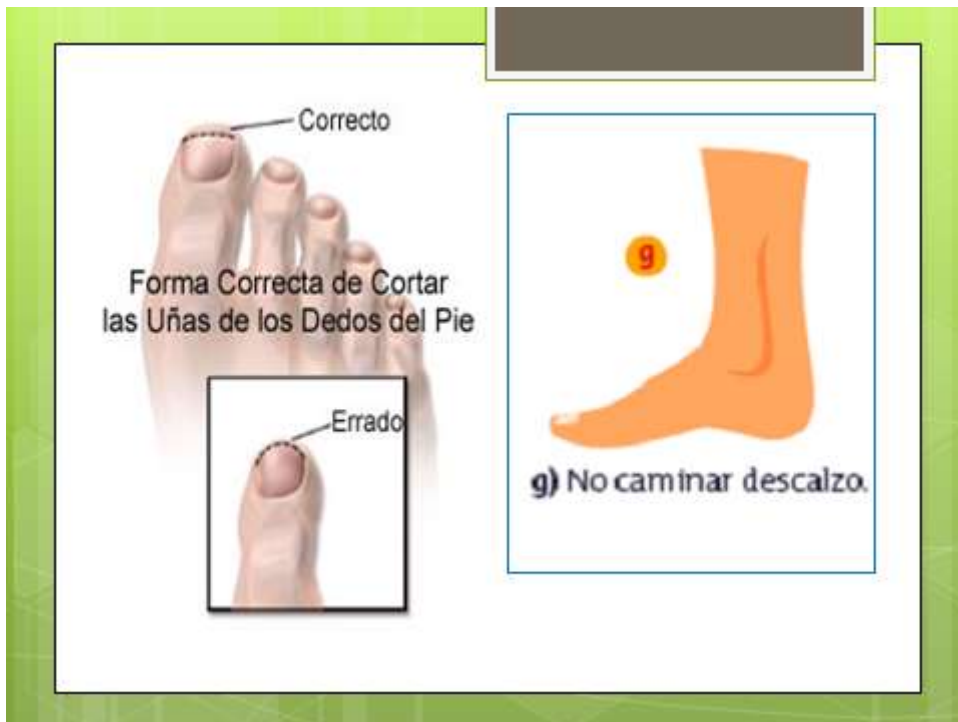 Correcto
Forma Correcta de Cortar
las Uñas de los Dedos del Pie
Errado
g
g) No caminar descalzo.